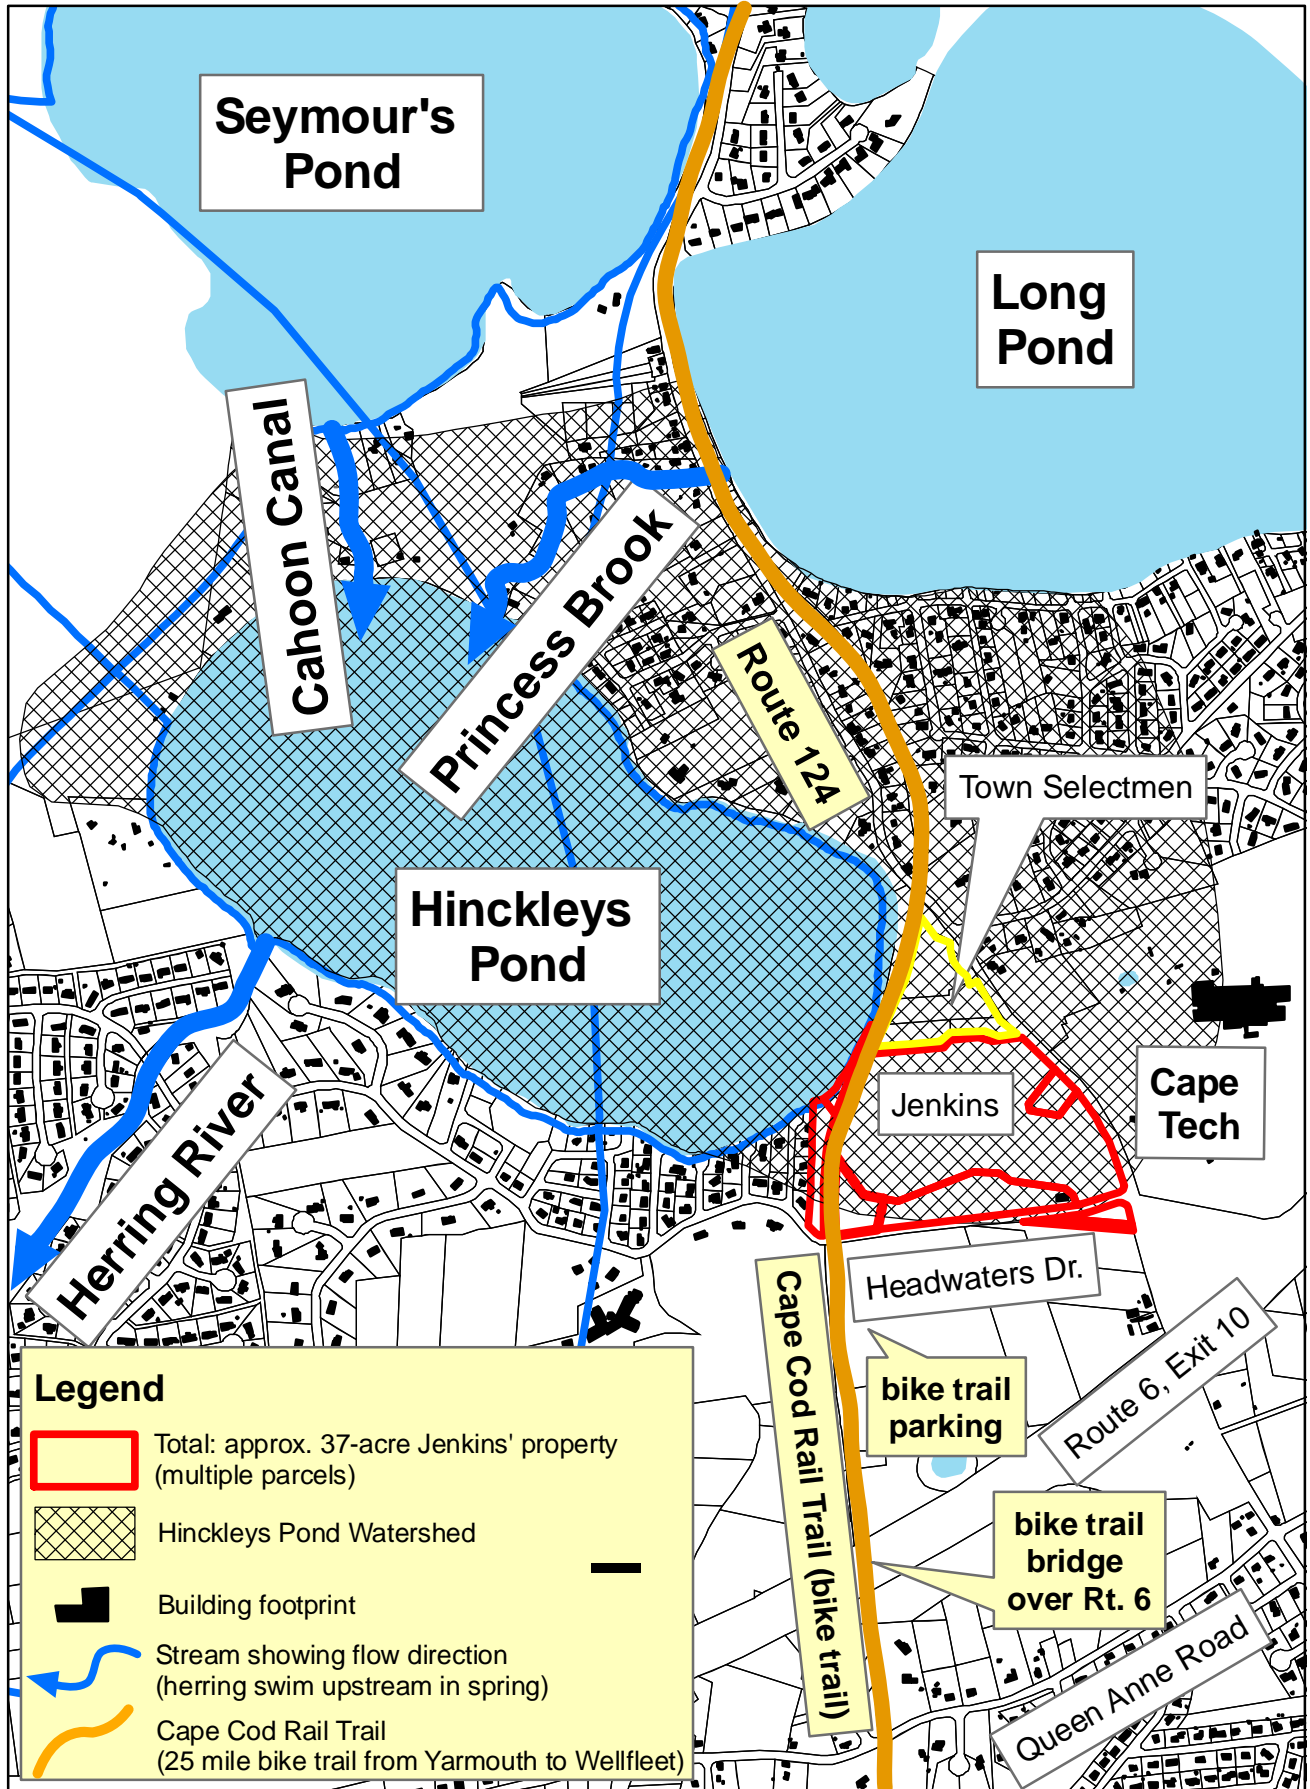 Seymour's
Pond
Long
Pond
Cahoon Canal
Princess Brook
Route 124
Town Selectmen
Hinckleys
Pond
Jenkins
Cape
Tech
Herring River
Headwaters Dr.
Cape Cod Rail Trail (bike trail)
bike trail
parking
Route 6, Exit 10
bike trail
bridge
over Rt. 6
Queen Anne Road
Legend
Total: approx. 37-acre Jenkins' property
(multiple parcels)
Hinckleys Pond Watershed
Building footprint
Stream showing flow direction
(herring swim upstream in spring)
Cape Cod Rail Trail
(25 mile bike trail from Yarmouth to Wellfleet)